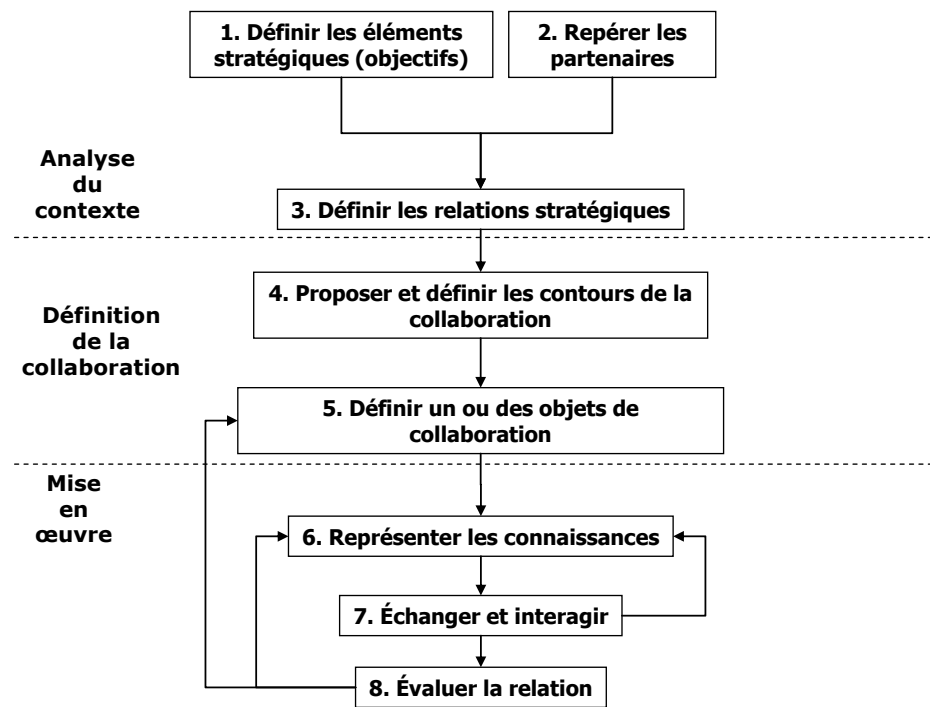 1. Définir les éléments
stratégiques (objectifs)
2. Repérer les
partenaires
Analyse
du
contexte
3. Définir les relations stratégiques
4. Proposer et définir les contours de la
collaboration
Définition
de la
collaboration
5. Définir un ou des objets de
collaboration
Mise
en
œuvre
6. Représenter les connaissances
7. Échanger et interagir
8. Évaluer la relation